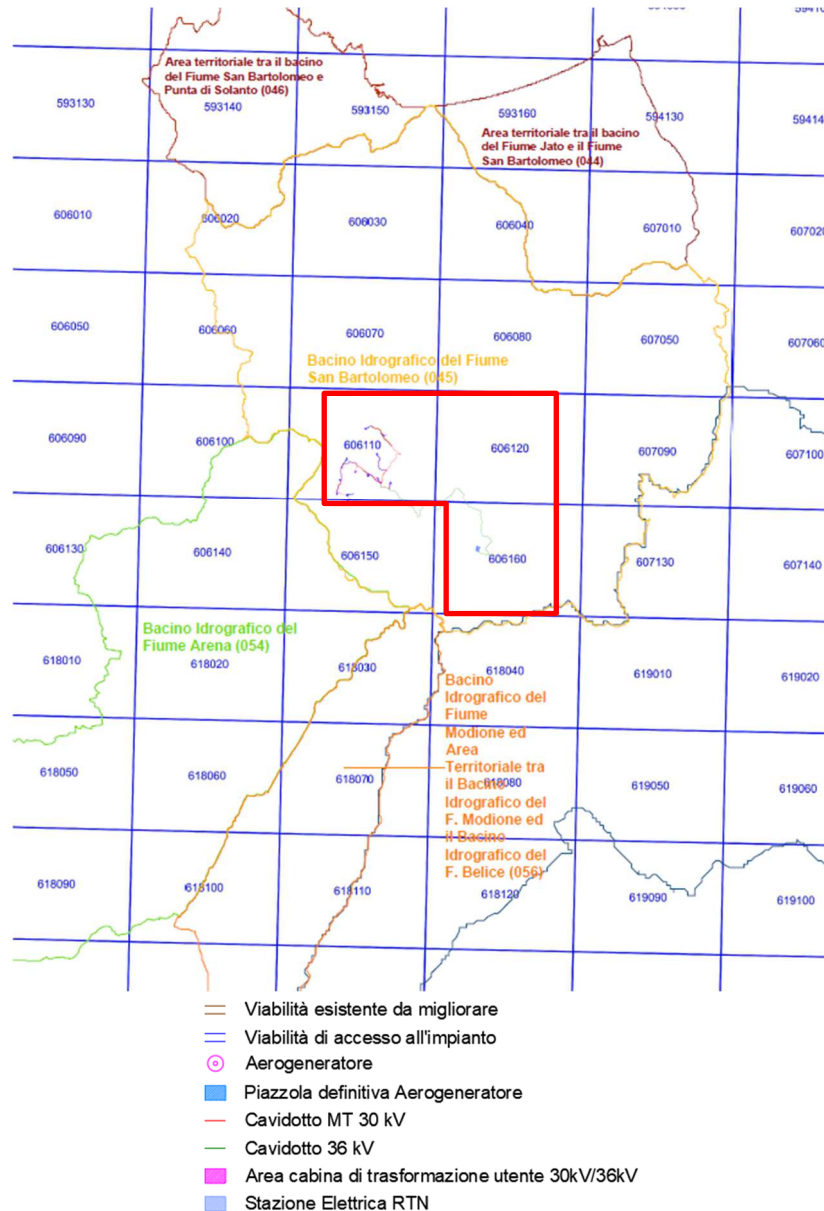 594100
Area territoriale tra il bacino
del Fiume San Bartolomeo e
Punta di Solanto (046)
593130
593140
593150
593160
594130
Area territoriale tra il bacino
del Fiume Jato e il Fiume
San Bartolomeo (044)
606010
606020
606030
606040
607010
607020
606050
606060
606070
606080
607050
607060
Bacino Idrografico del Fiume
San Bartolomeo (045)
606090
606100
606110
606120
607090
607100
606130
606140
606150
606160
607130
607140
Bacino Idrografico del
Fiume Arena (054)
618010
618020
618030
618040
619010
619020
Bacino
Idrografico del
Fiume
Modione ed
Area
Territoriale tra
il Bacino
Idrografico del
F. Modione ed
il Bacino
Idrografico del
F. Belice (056)
618050
618060
618070
618080
619050
619060
618090
618100
618110
618120
619090
619100
Viabilità esistente da migliorare
Viabilità di accesso all'impianto
Aerogeneratore
Piazzola definitiva Aerogeneratore
Cavidotto MT 30 kV
Cavidotto 36 kV
Area cabina di trasformazione utente 30kV/36kV
Stazione Elettrica RTN